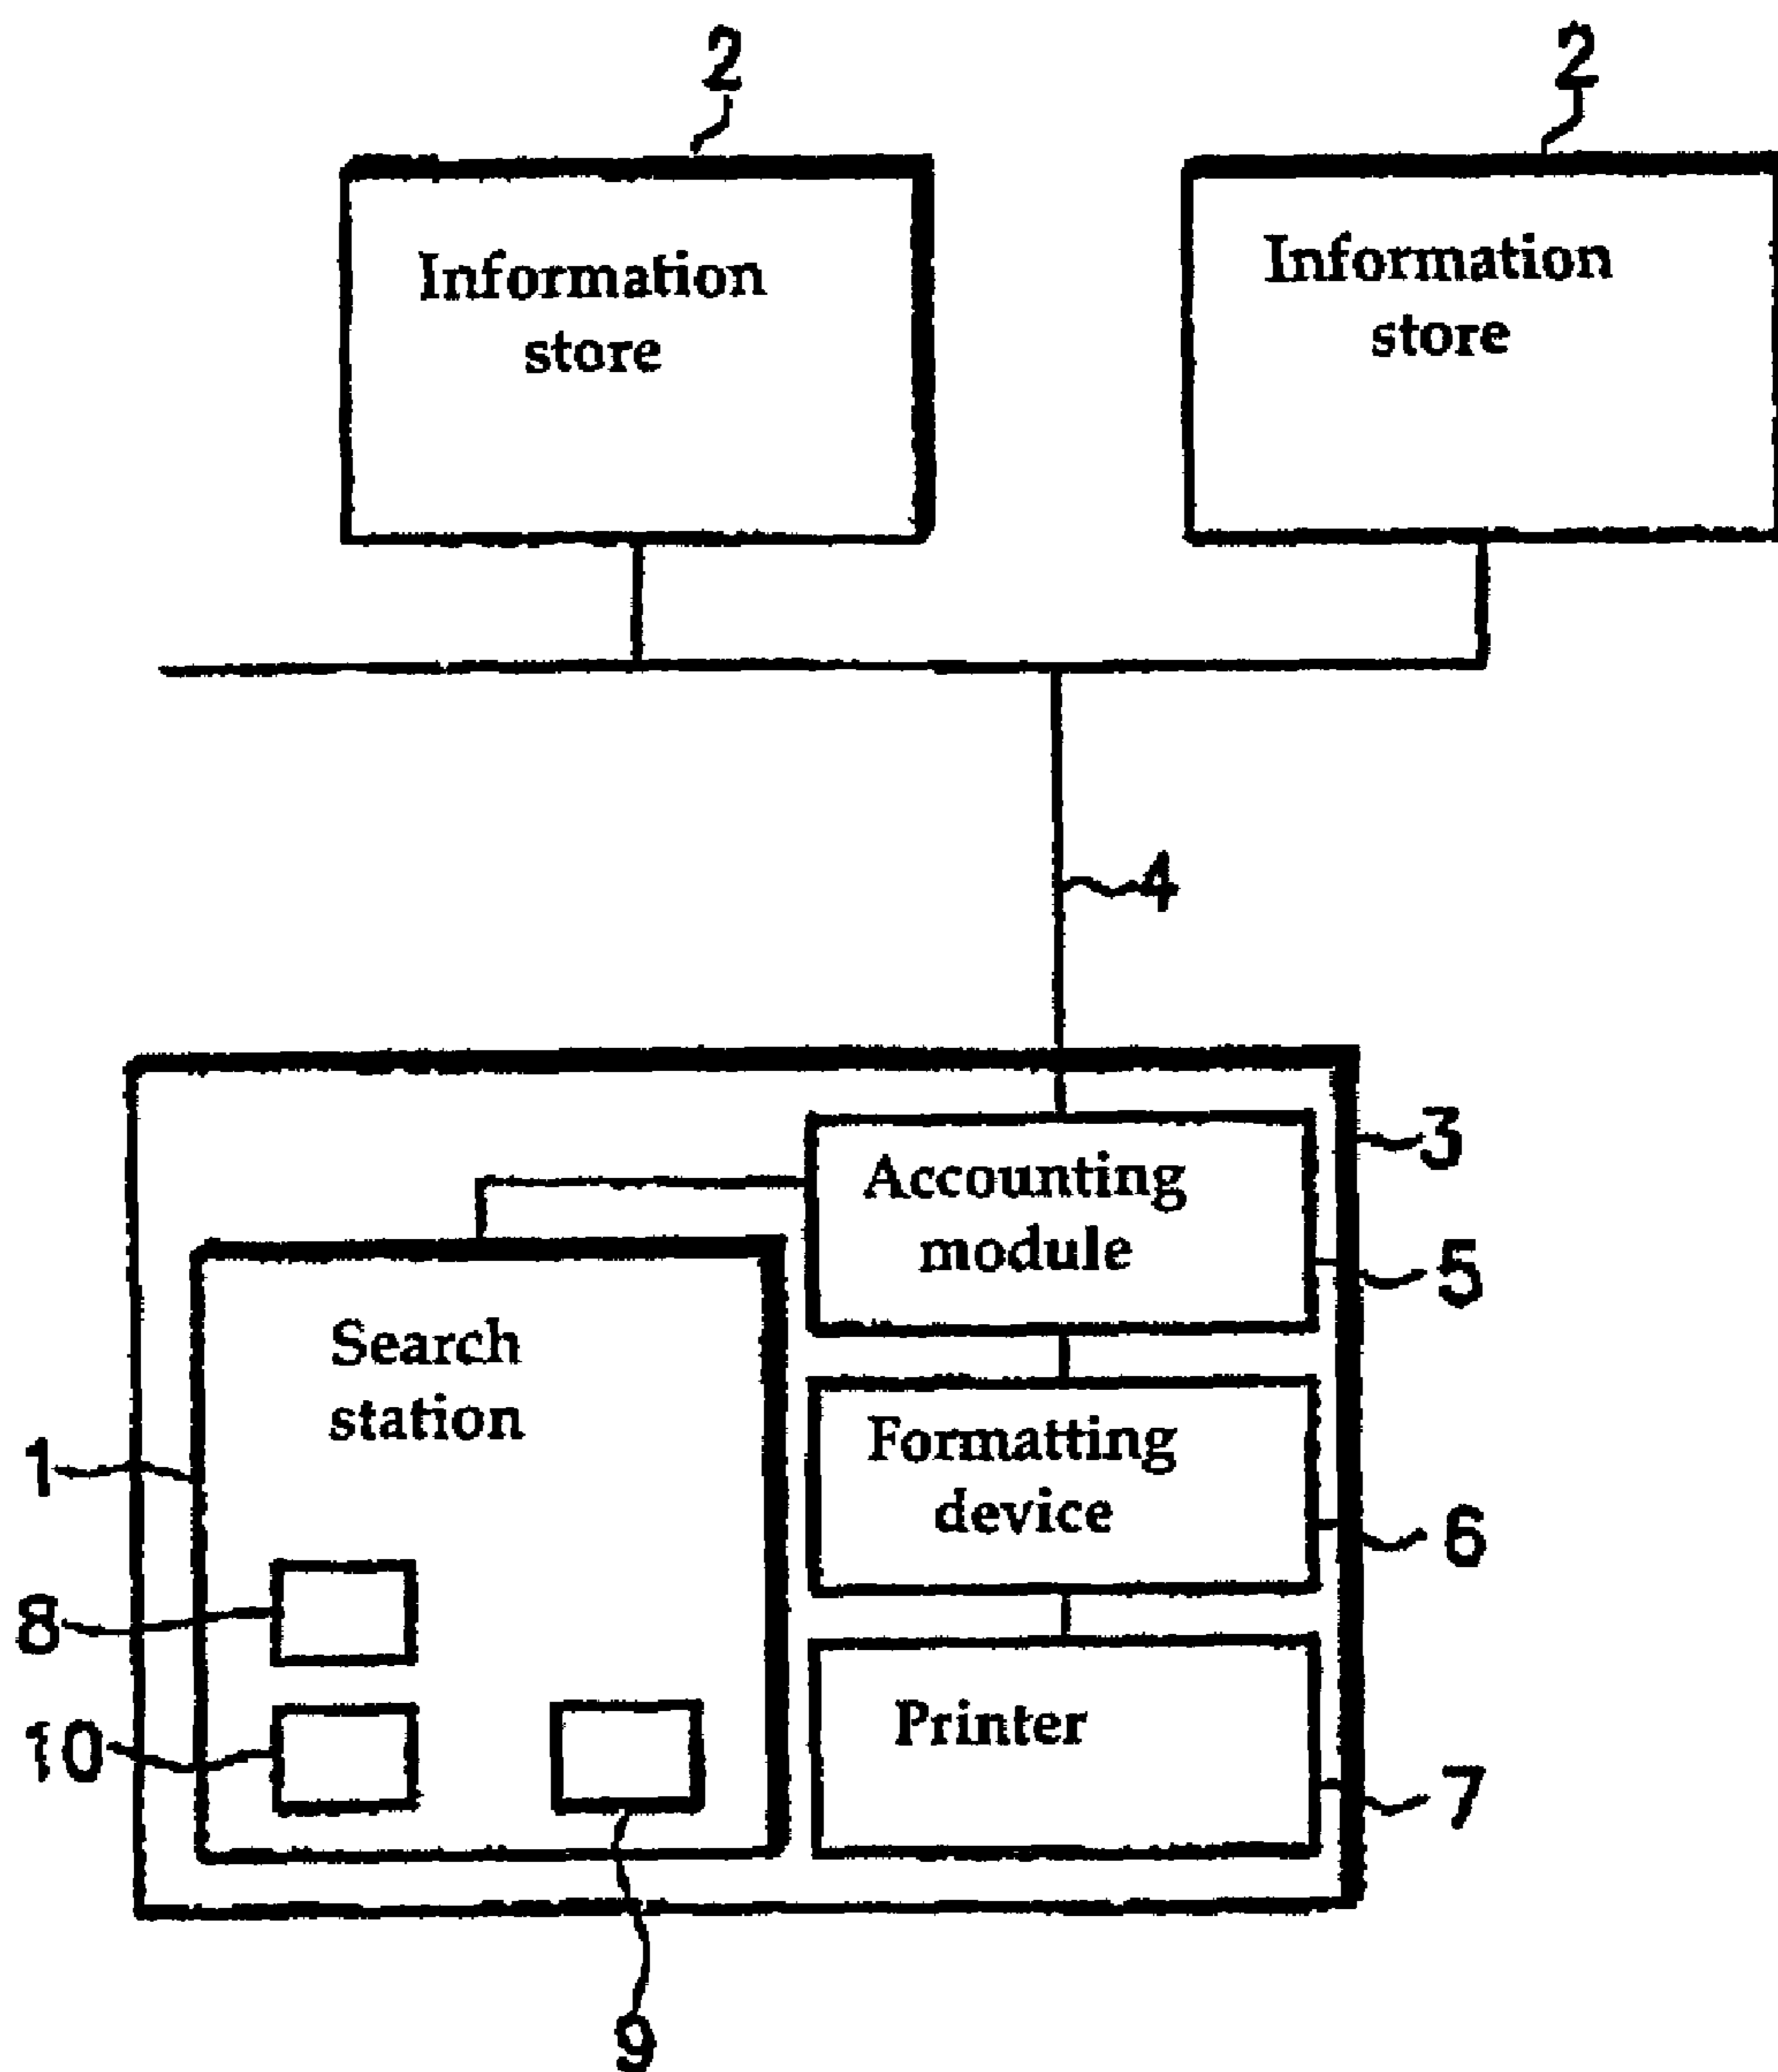 2
2
Information
store
Information
store
4
3
Accounting
module
5
Search
station
1
Formatting
device
6
8
Printer
10
7
9